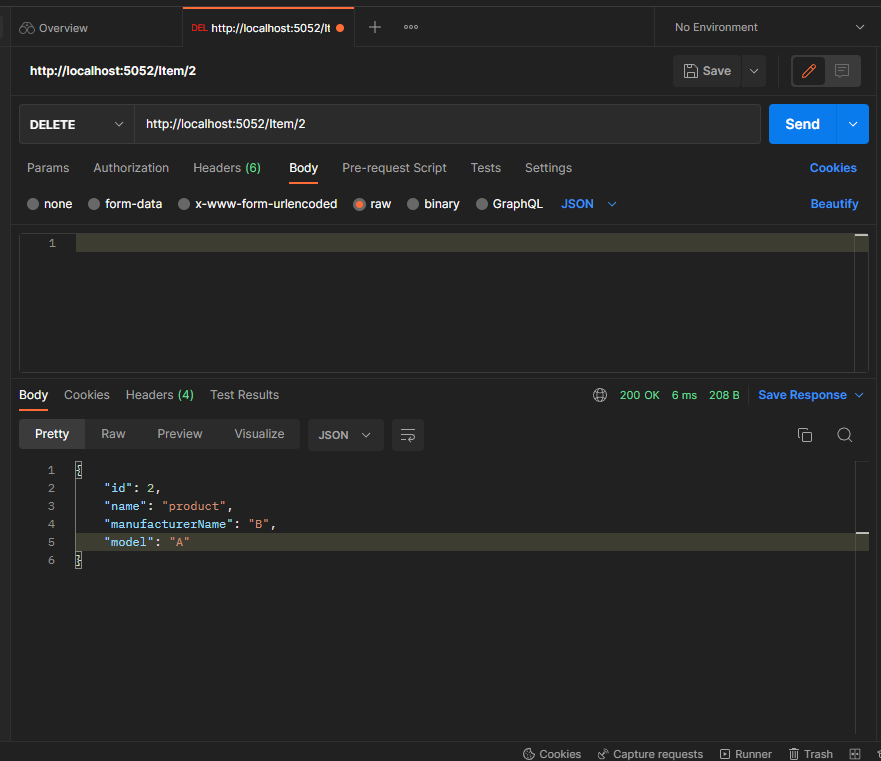 Overview
DEL http://localhost:5052/It
No Environment
http://localhost:5052/Item/2
Save
DELETE
http://localhost:5052/Item/2
Send
Params Authorization Headers (6) Body Pre-request Script Tests Settings Cookies
none form-data x-www-form-urlencoded raw binary GraphQL JSON Beautify
1
Body Cookies Headers (4) Test Results 200 OK 6 ms 208 B Save Response
Pretty Raw Preview Visualize JSON
1 {
2 "id": 2,
3 "name": "product",
4 "manufacturerName": "B",
5 "model": "A"
6 }
Cookies Capture requests Runner Trash